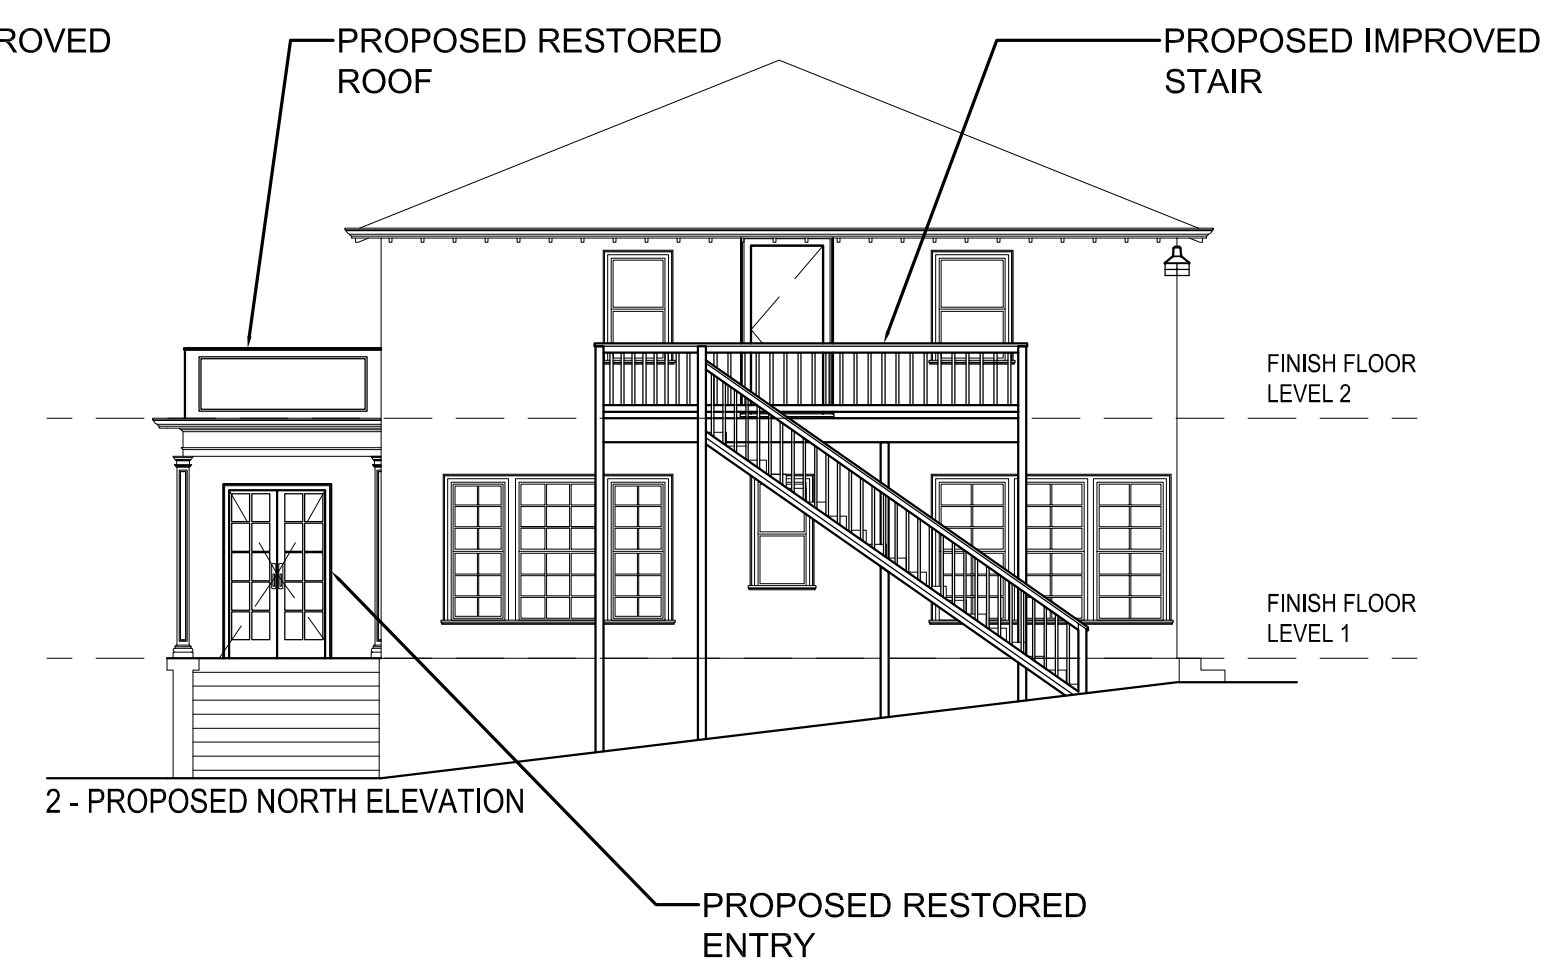 ROVED
PROPOSED RESTORED
ROOF
PROPOSED IMPROVED
STAIR
FINISH FLOOR
LEVEL 2
FINISH FLOOR
LEVEL 1
2 - PROPOSED NORTH ELEVATION
PROPOSED RESTORED
ENTRY